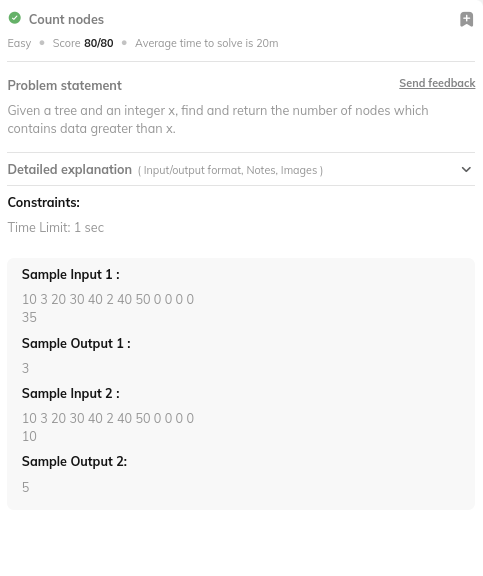 Count nodes
Easy • Score 80/80 • Average time to solve is 20m
Problem statement
Send feedback
Given a tree and an integer x, find and return the number of nodes which
contains data greater than x.
Detailed explanation ( Input/output format, Notes, Images )
Constraints:
Time Limit: 1 sec
Sample Input 1 :
10 3 20 30 40 2 40 50 0 0 0 0
35
Sample Output 1 :
3
Sample Input 2 :
10 3 20 30 40 2 40 50 0 0 0 0
10
Sample Output 2:
5